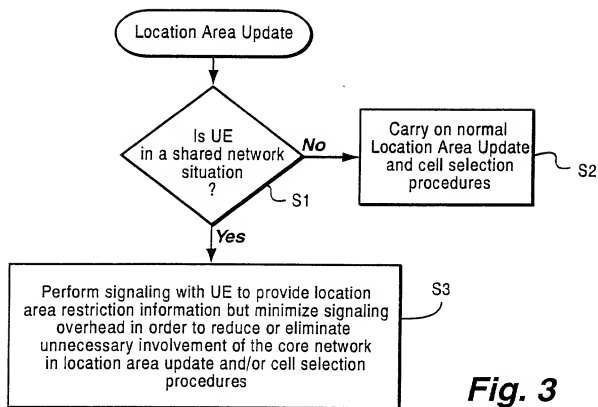 Location Area Update
Is UE
in a shared network
situation
?
No
S1
Yes
Carry on normal
Location Area Update
and cell selection
procedures
S2
Perform signaling with UE to provide location
area restriction information but minimize signaling
overhead in order to reduce or eliminate
unnecessary involvement of the core network
in location area update and/or cell selection
procedures
S3
Fig. 3